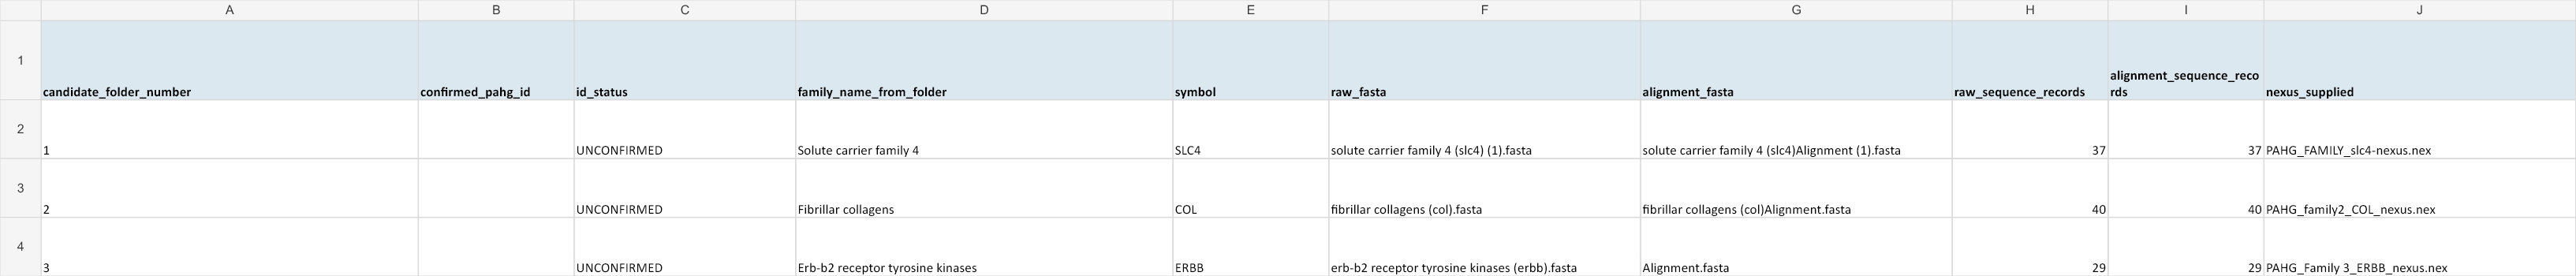 A B C D E F G H I J
1 candidate_folder_number confirmed_pahg_id id_status family_name_from_folder symbol raw_fasta alignment_fasta raw_sequence_records alignment_sequence_reco
rds nexus_supplied
2 1 UNCONFIRMED Solute carrier family 4 SLC4 solute carrier family 4 (slc4) (1).fasta solute carrier family 4 (slc4)Alignment (1).fasta 37 37 PAHG_FAMILY_slc4-nexus.nex
3 2 UNCONFIRMED Fibrillar collagens COL fibrillar collagens (col).fasta fibrillar collagens (col)Alignment.fasta 40 40 PAHG_family2_COL_nexus.nex
4 3 UNCONFIRMED Erb-b2 receptor tyrosine kinases ERBB erb-b2 receptor tyrosine kinases (erbb).fasta Alignment.fasta 29 29 PAHG_Family 3_ERBB_nexus.nex